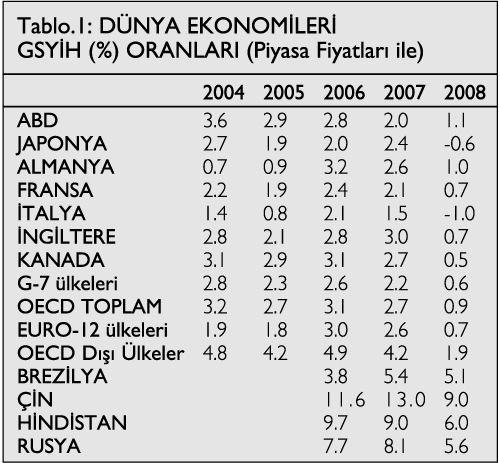 Tablo.1: DÜNYA EKONOMİLERİ
GSYİH (%) ORANLARI (Piyasa Fiyatları ile)
2004 2005 2006 2007 2008
ABD 3.6 2.9 2.8 2.0 1.1
JAPONYA 2.7 1.9 2.0 2.4 -0.6
ALMANYA 0.7 0.9 3.2 2.6 1.0
FRANSA 2.2 1.9 2.4 2.1 0.7
İTALYA 1.4 0.8 2.1 1.5 -1.0
İNGİLTERE 2.8 2.1 2.8 3.0 0.7
KANADA 3.1 2.9 3.1 2.7 0.5
G-7 ülkeleri 2.8 2.3 2.6 2.2 0.6
OECD TOPLAM 3.2 2.7 3.1 2.7 0.9
EURO-12 ülkeleri 1.9 1.8 3.0 2.6 0.7
OECD Dışı Ülkeler 4.8 4.2 4.9 4.2 1.9
BREZİLYA 3.8 5.4 5.1
ÇİN 11.6 13.0 9.0
HİNDİSTAN 9.7 9.0 6.0
RUSYA 7.7 8.1 5.6